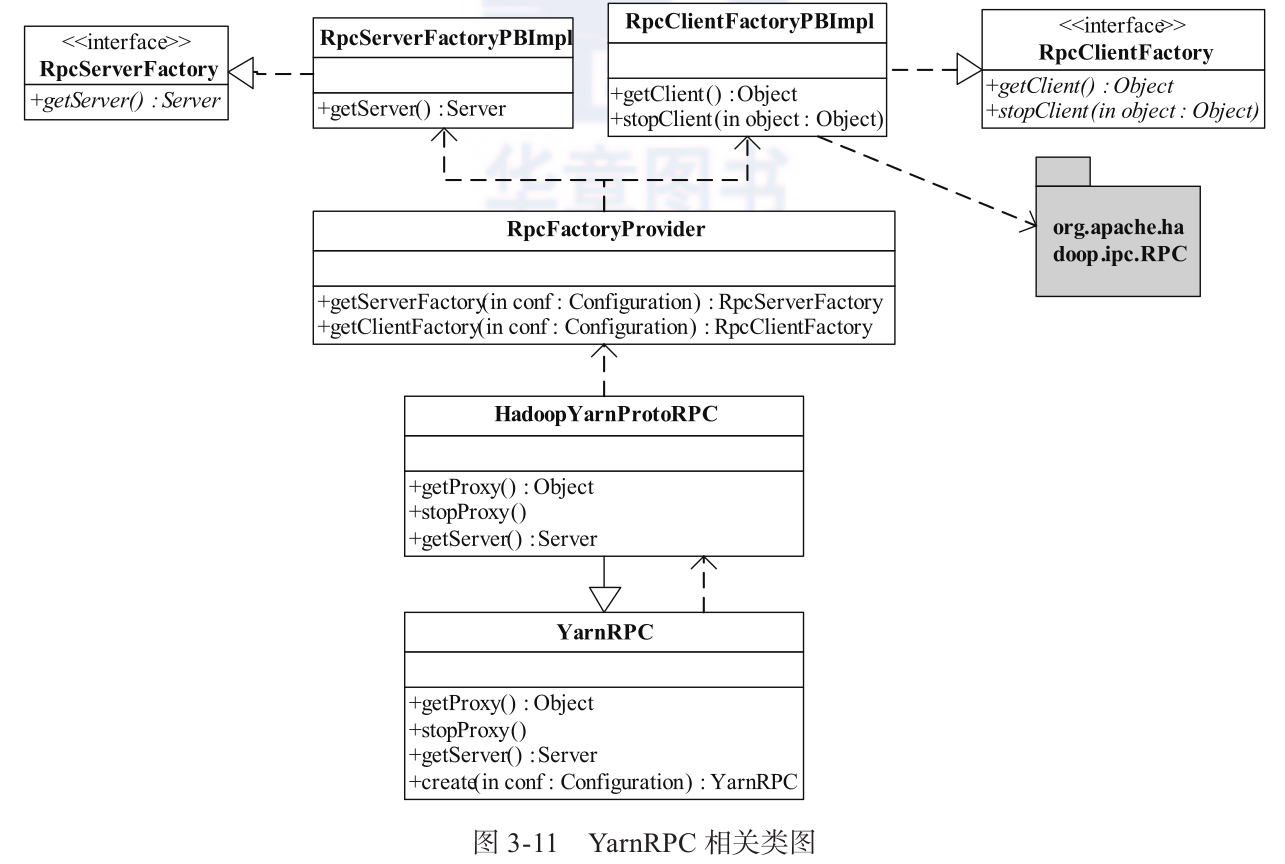 <<interface>>
RpcServerFactory
+getServer() : Server
RpcServerFactoryPBImpl
+getServer() : Server
RpcClientFactoryPBImpl
+getClient() : Object
+stopClient(in object : Object)
<<interface>>
RpcClientFactory
+getClient() : Object
+stopClient(in object : Object)
华章图书
org.apache.ha
doop.ipc.RPC
RpcFactoryProvider
+getServerFactory(in conf : Configuration) : RpcServerFactory
+getClientFactory(in conf : Configuration) : RpcClientFactory
HadoopYarnProtoRPC
+getProxy() : Object
+stopProxy()
+getServer() : Server
YarnRPC
+getProxy() : Object
+stopProxy()
+getServer() : Server
+create(in conf : Configuration) : YarnRPC
图 3-11 YarnRPC 相关类图